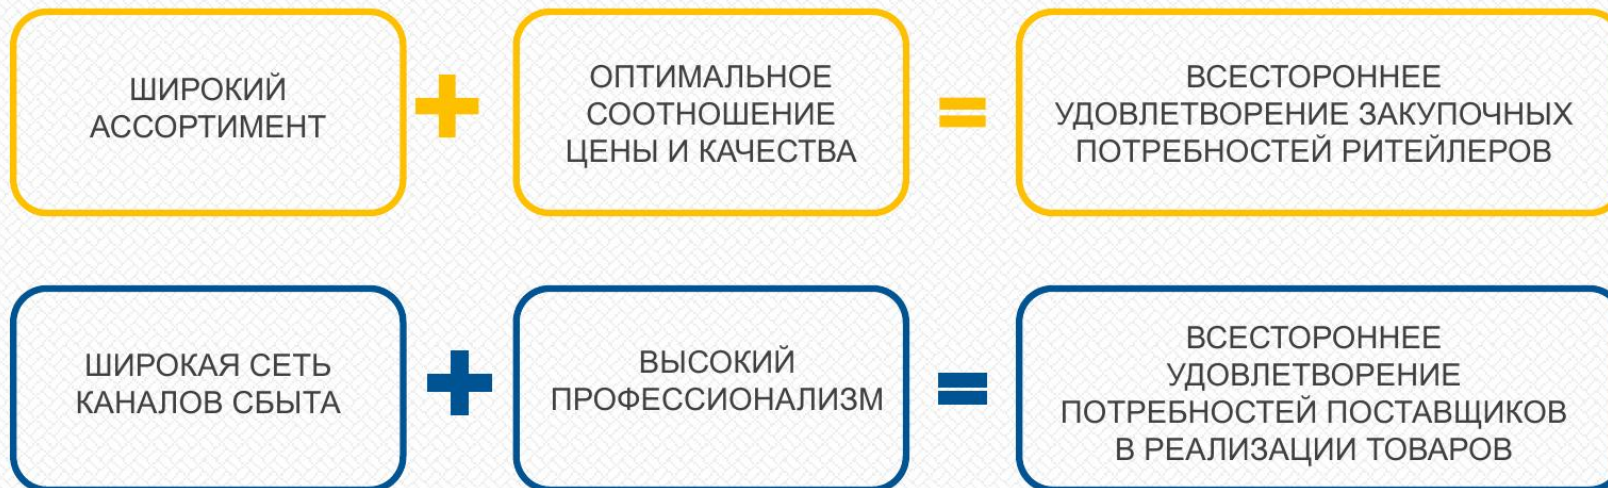 ШИРОКИЙ
АССОРТИМЕНТ
+
ОПТИМАЛЬНОЕ
СООТНОШЕНИЕ
ЦЕНЫ И КАЧЕСТВА
=
ВСЕСТОРОННЕЕ
УДОВЛЕТВОРЕНИЕ ЗАКУПОЧНЫХ
ПОТРЕБНОСТЕЙ РИТЕЙЛЕРОВ
ШИРОКАЯ СЕТЬ
КАНАЛОВ СБЫТА
+
ВЫСОКИЙ
ПРОФЕССИОНАЛИЗМ
=
ВСЕСТОРОННЕЕ
УДОВЛЕТВОРЕНИЕ
ПОТРЕБНОСТЕЙ ПОСТАВЩИКОВ
В РЕАЛИЗАЦИИ ТОВАРОВ